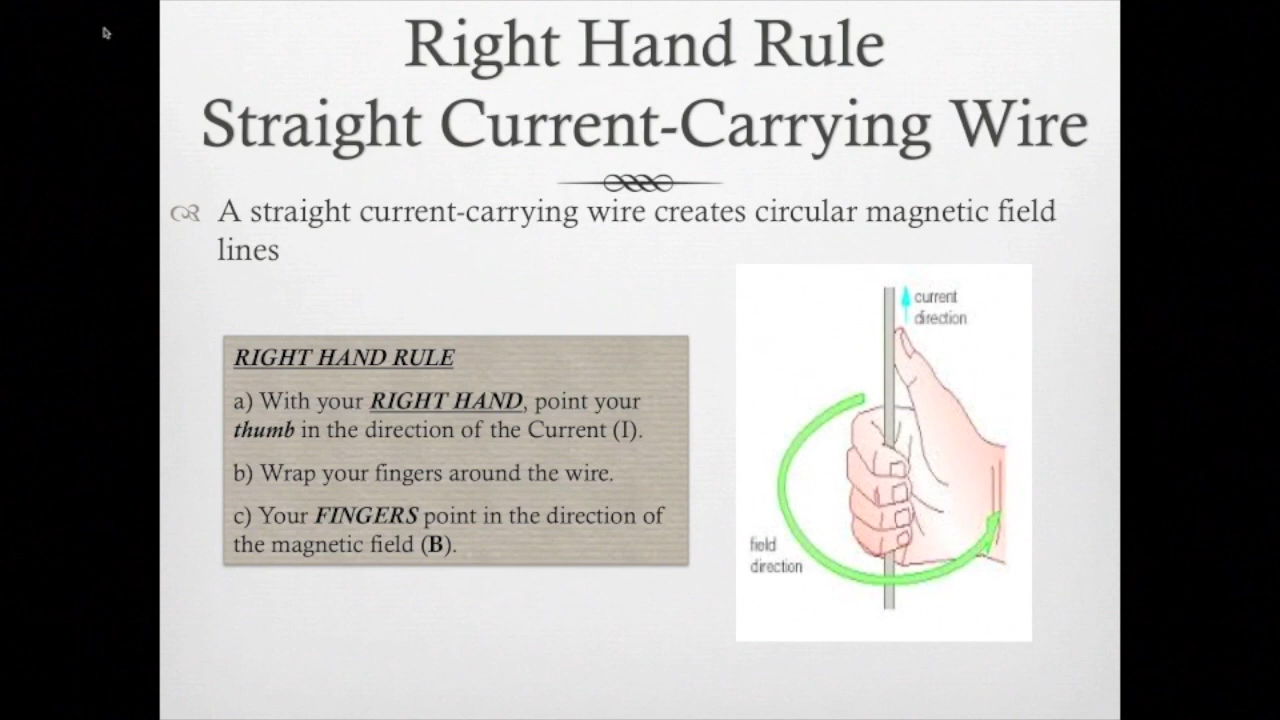 Right Hand Rule
Straight Current-Carrying Wire
A straight current-carrying wire creates circular magnetic field
lines
RIGHT HAND RULE
a) With your RIGHT HAND, point your
thumb in the direction of the Current (I).
b) Wrap your fingers around the wire.
c) Your FINGERS point in the direction of
the magnetic field (B).
current
direction
field
direction